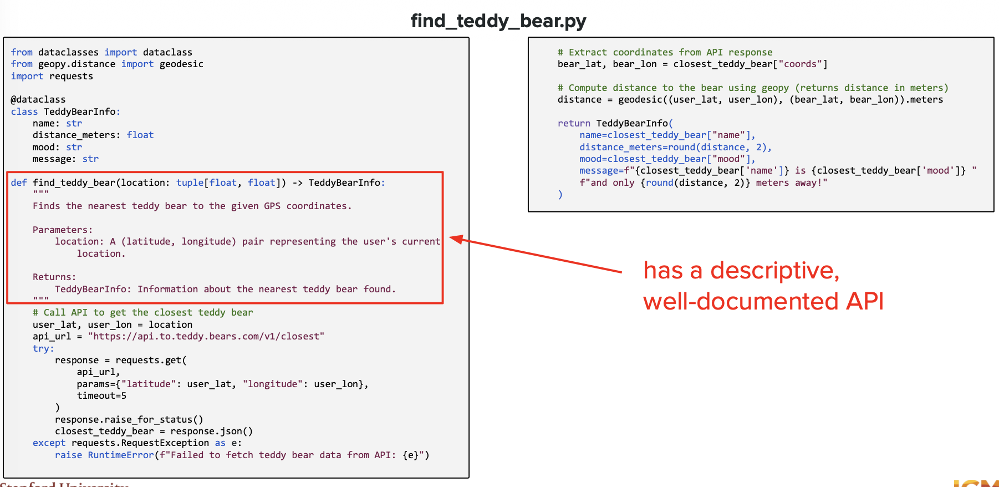 find_teddy_bear.py
from dataclasses import dataclass
from geopy.distance import geodesic
import requests
@dataclass
class TeddyBearInfo:
    name: str
    distance_meters: float
    mood: str
    message: str
def find_teddy_bear(location: tuple[float, float]) -> TeddyBearInfo:
    """
    Finds the nearest teddy bear to the given GPS coordinates.
    Parameters:
        location: A (latitude, longitude) pair representing the user's current
            location.
    Returns:
        TeddyBearInfo: Information about the nearest teddy bear found.
    """
    # Call API to get the closest teddy bear
    user_lat, user_lon = location
    api_url = "https://api.to.teddy.bears.com/v1/closest"
    try:
        response = requests.get(
            api_url,
            params={"latitude": user_lat, "longitude": user_lon},
            timeout=5
        )
        response.raise_for_status()
        closest_teddy_bear = response.json()
    except requests.RequestException as e:
        raise RuntimeError(f"Failed to fetch teddy bear data from API: {e}")
    # Extract coordinates from API response
    bear_lat, bear_lon = closest_teddy_bear["coords"]
    # Compute distance to the bear using geopy (returns distance in meters)
    distance = geodesic((user_lat, user_lon), (bear_lat, bear_lon)).meters
    return TeddyBearInfo(
        name=closest_teddy_bear["name"],
        distance_meters=round(distance, 2),
        mood=closest_teddy_bear["mood"],
        message=f"{closest_teddy_bear['name']} is {closest_teddy_bear['mood']} "
        f"and only {round(distance, 2)} meters away!"
    )
has a descriptive,
well-documented API
Stanford University